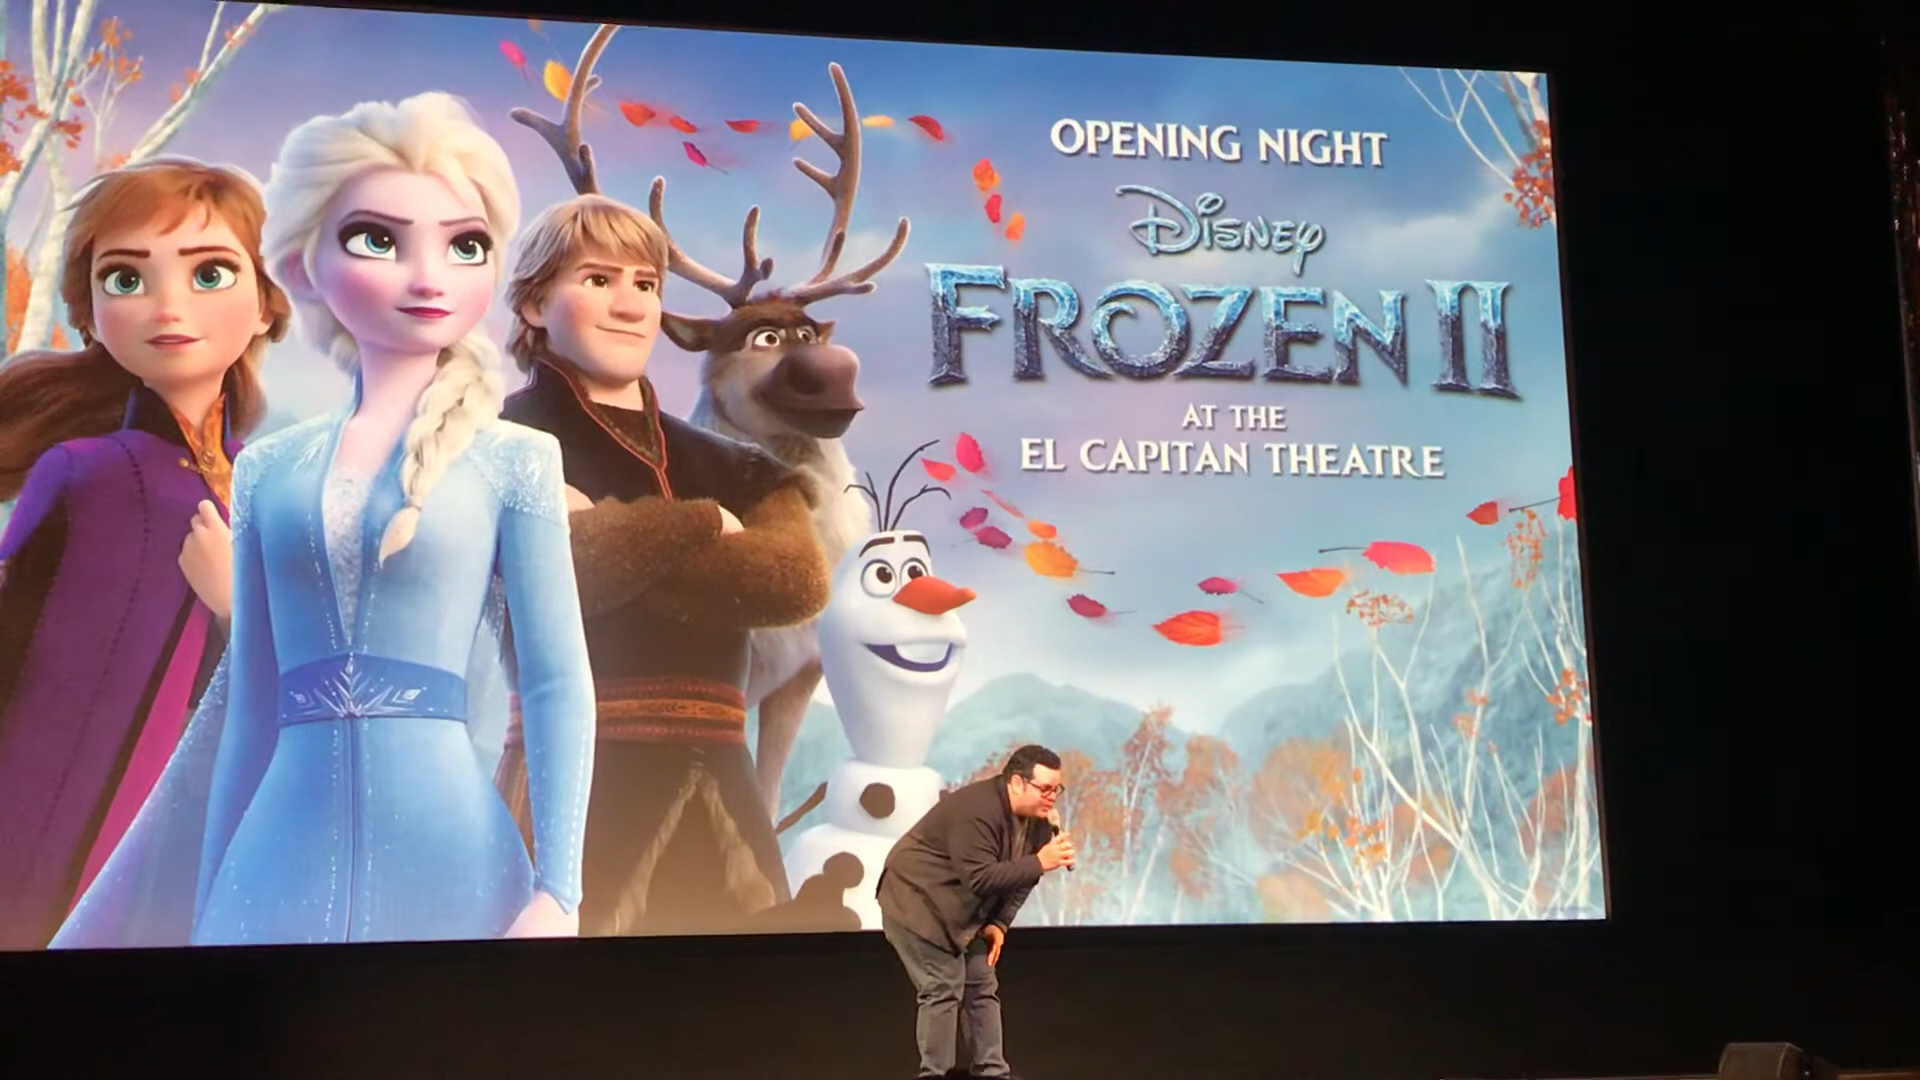 OPENING NIGHT
DISNEY
FROZEN II
AT THE
EL CAPITAN THEATRE